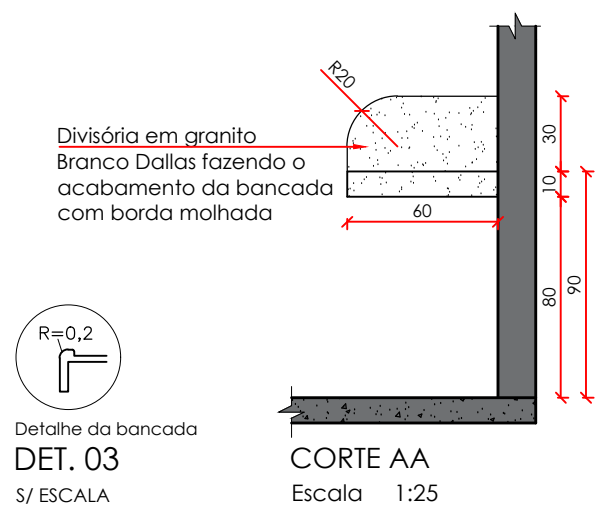 R20
Divisória em granito
Branco Dallas fazendo o
acabamento da bancada
com borda molhada
30
10
60
80
90
R=0,2
Detalhe da bancada
DET. 03
S/ ESCALA
CORTE AA
Escala 1:25